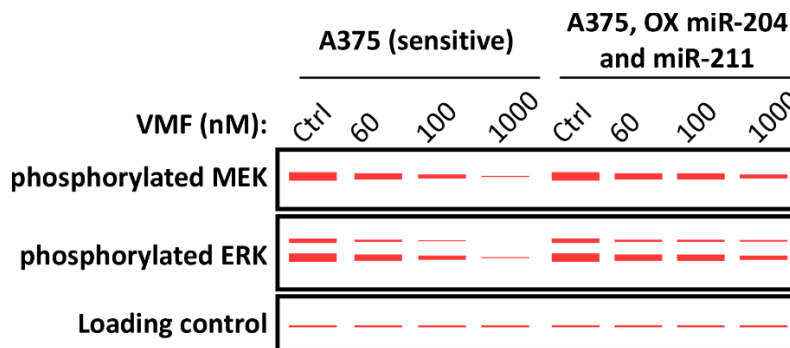 A375 (sensitive)
A375, OX miR-204
and miR-211
VMF (nM): Ctrl 60 100 1000 Ctrl 60 100 1000
phosphorylated MEK
phosphorylated ERK
Loading control